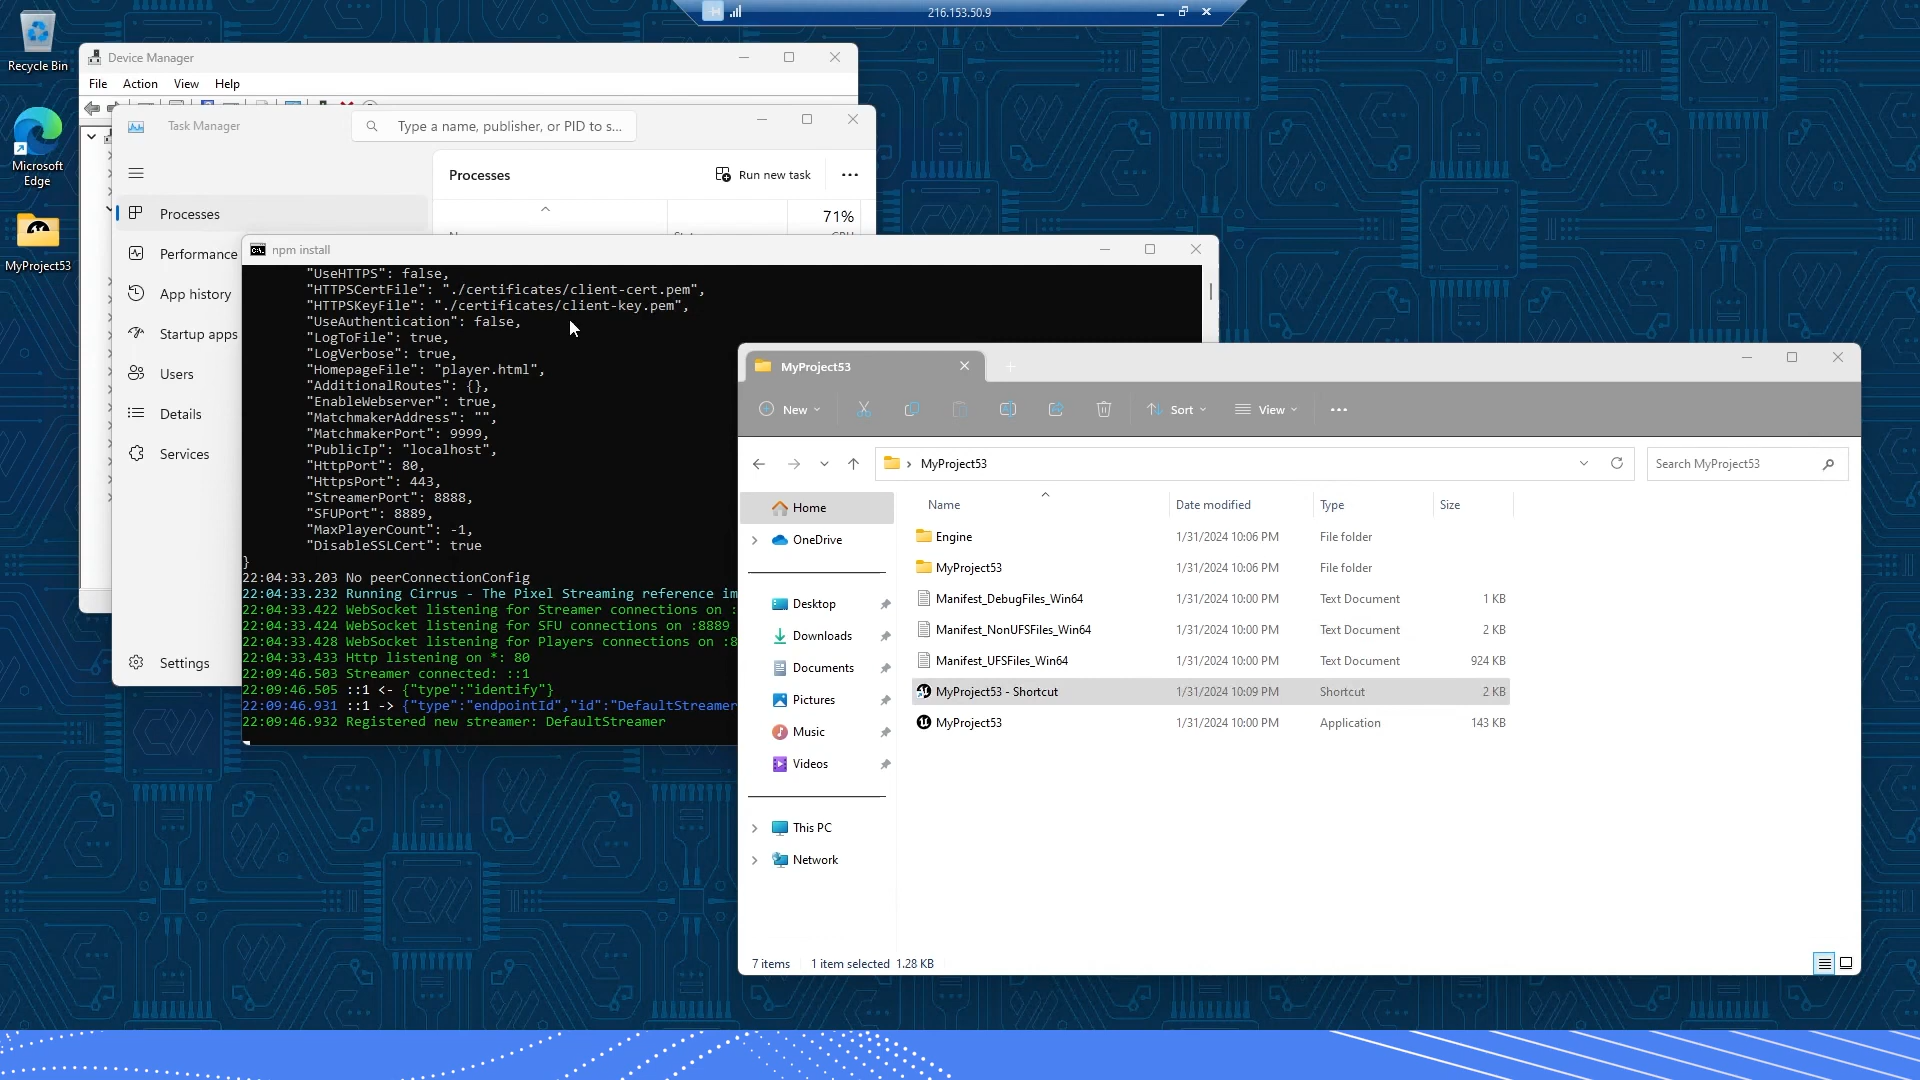 216.153.50.9
Recycle Bin
Microsoft
Edge
MyProject53
Device Manager
File Action View Help
Task Manager
Type a name, publisher, or PID to s...
Processes
Run new task
71%
Processes
Performance
App history
Startup apps
Users
Details
Services
Settings
npm install
"UseHTTPS": false,
"HTTPSCertFile": "./certificates/client-cert.pem",
"HTTPSKeyFile": "./certificates/client-key.pem",
"UseAuthentication": false,
"LogToFile": true,
"LogVerbose": true,
"HomepageFile": "player.html",
"AdditionalRoutes": {},
"EnableWebserver": true,
"MatchmakerAddress": "",
"MatchmakerPort": 9999,
"PublicIp": "localhost",
"HttpPort": 80,
"HttpsPort": 443,
"StreamerPort": 8888,
"SFUPort": 8889,
"MaxPlayerCount": -1,
"DisableSSLCert": true
}
22:04:33.203 No peerConnectionConfig
22:04:33.232 Running Cirrus - The Pixel Streaming reference im
22:04:33.422 WebSocket listening for Streamer connections on :
22:04:33.424 WebSocket listening for SFU connections on :8889
22:04:33.428 WebSocket listening for Players connections on :8
22:04:33.433 Http listening on *: 80
22:09:46.503 Streamer connected: ::1
22:09:46.505 ::1 <- {"type":"identify"}
22:09:46.931 ::1 -> {"type":"endpointId","id":"DefaultStreamer
22:09:46.932 Registered new streamer: DefaultStreamer
MyProject53
New Sort View
MyProject53
Search MyProject53
Home
OneDrive
Desktop
Downloads
Documents
Pictures
Music
Videos
This PC
Network
Name Date modified Type Size
Engine 1/31/2024 10:06 PM File folder
MyProject53 1/31/2024 10:06 PM File folder
Manifest_DebugFiles_Win64 1/31/2024 10:00 PM Text Document 1 KB
Manifest_NonUFSFiles_Win64 1/31/2024 10:00 PM Text Document 2 KB
Manifest_UFSFiles_Win64 1/31/2024 10:00 PM Text Document 924 KB
MyProject53 - Shortcut 1/31/2024 10:09 PM Shortcut 2 KB
MyProject53 1/31/2024 10:00 PM Application 143 KB
7 items 1 item selected 1.28 KB